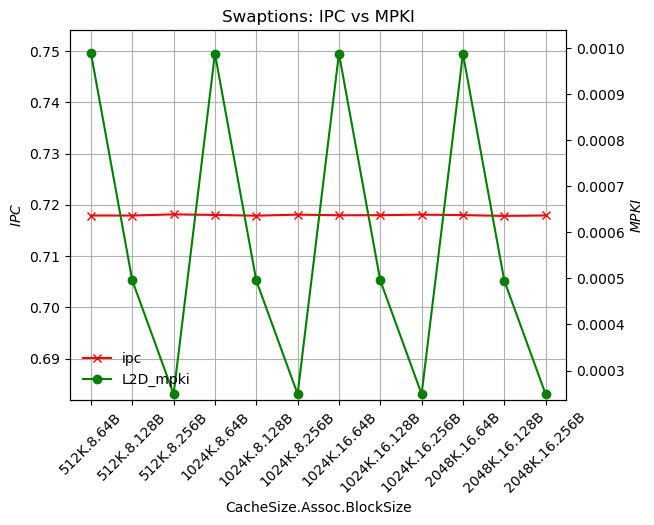 Swaptions: IPC vs MPKI
0.75
0.74
0.73
0.72
0.71
0.70
0.69
IPC
0.0010
0.0009
0.0008
0.0007
0.0006
0.0005
0.0004
0.0003
MPKI
ipc
L2D_mpki
512K.8.64B
512K.8.128B
512K.8.256B
1024K.8.64B
1024K.8.128B
1024K.8.256B
1024K.16.64B
1024K.16.128B
1024K.16.256B
2048K.16.64B
2048K.16.128B
2048K.16.256B
CacheSize.Assoc.BlockSize